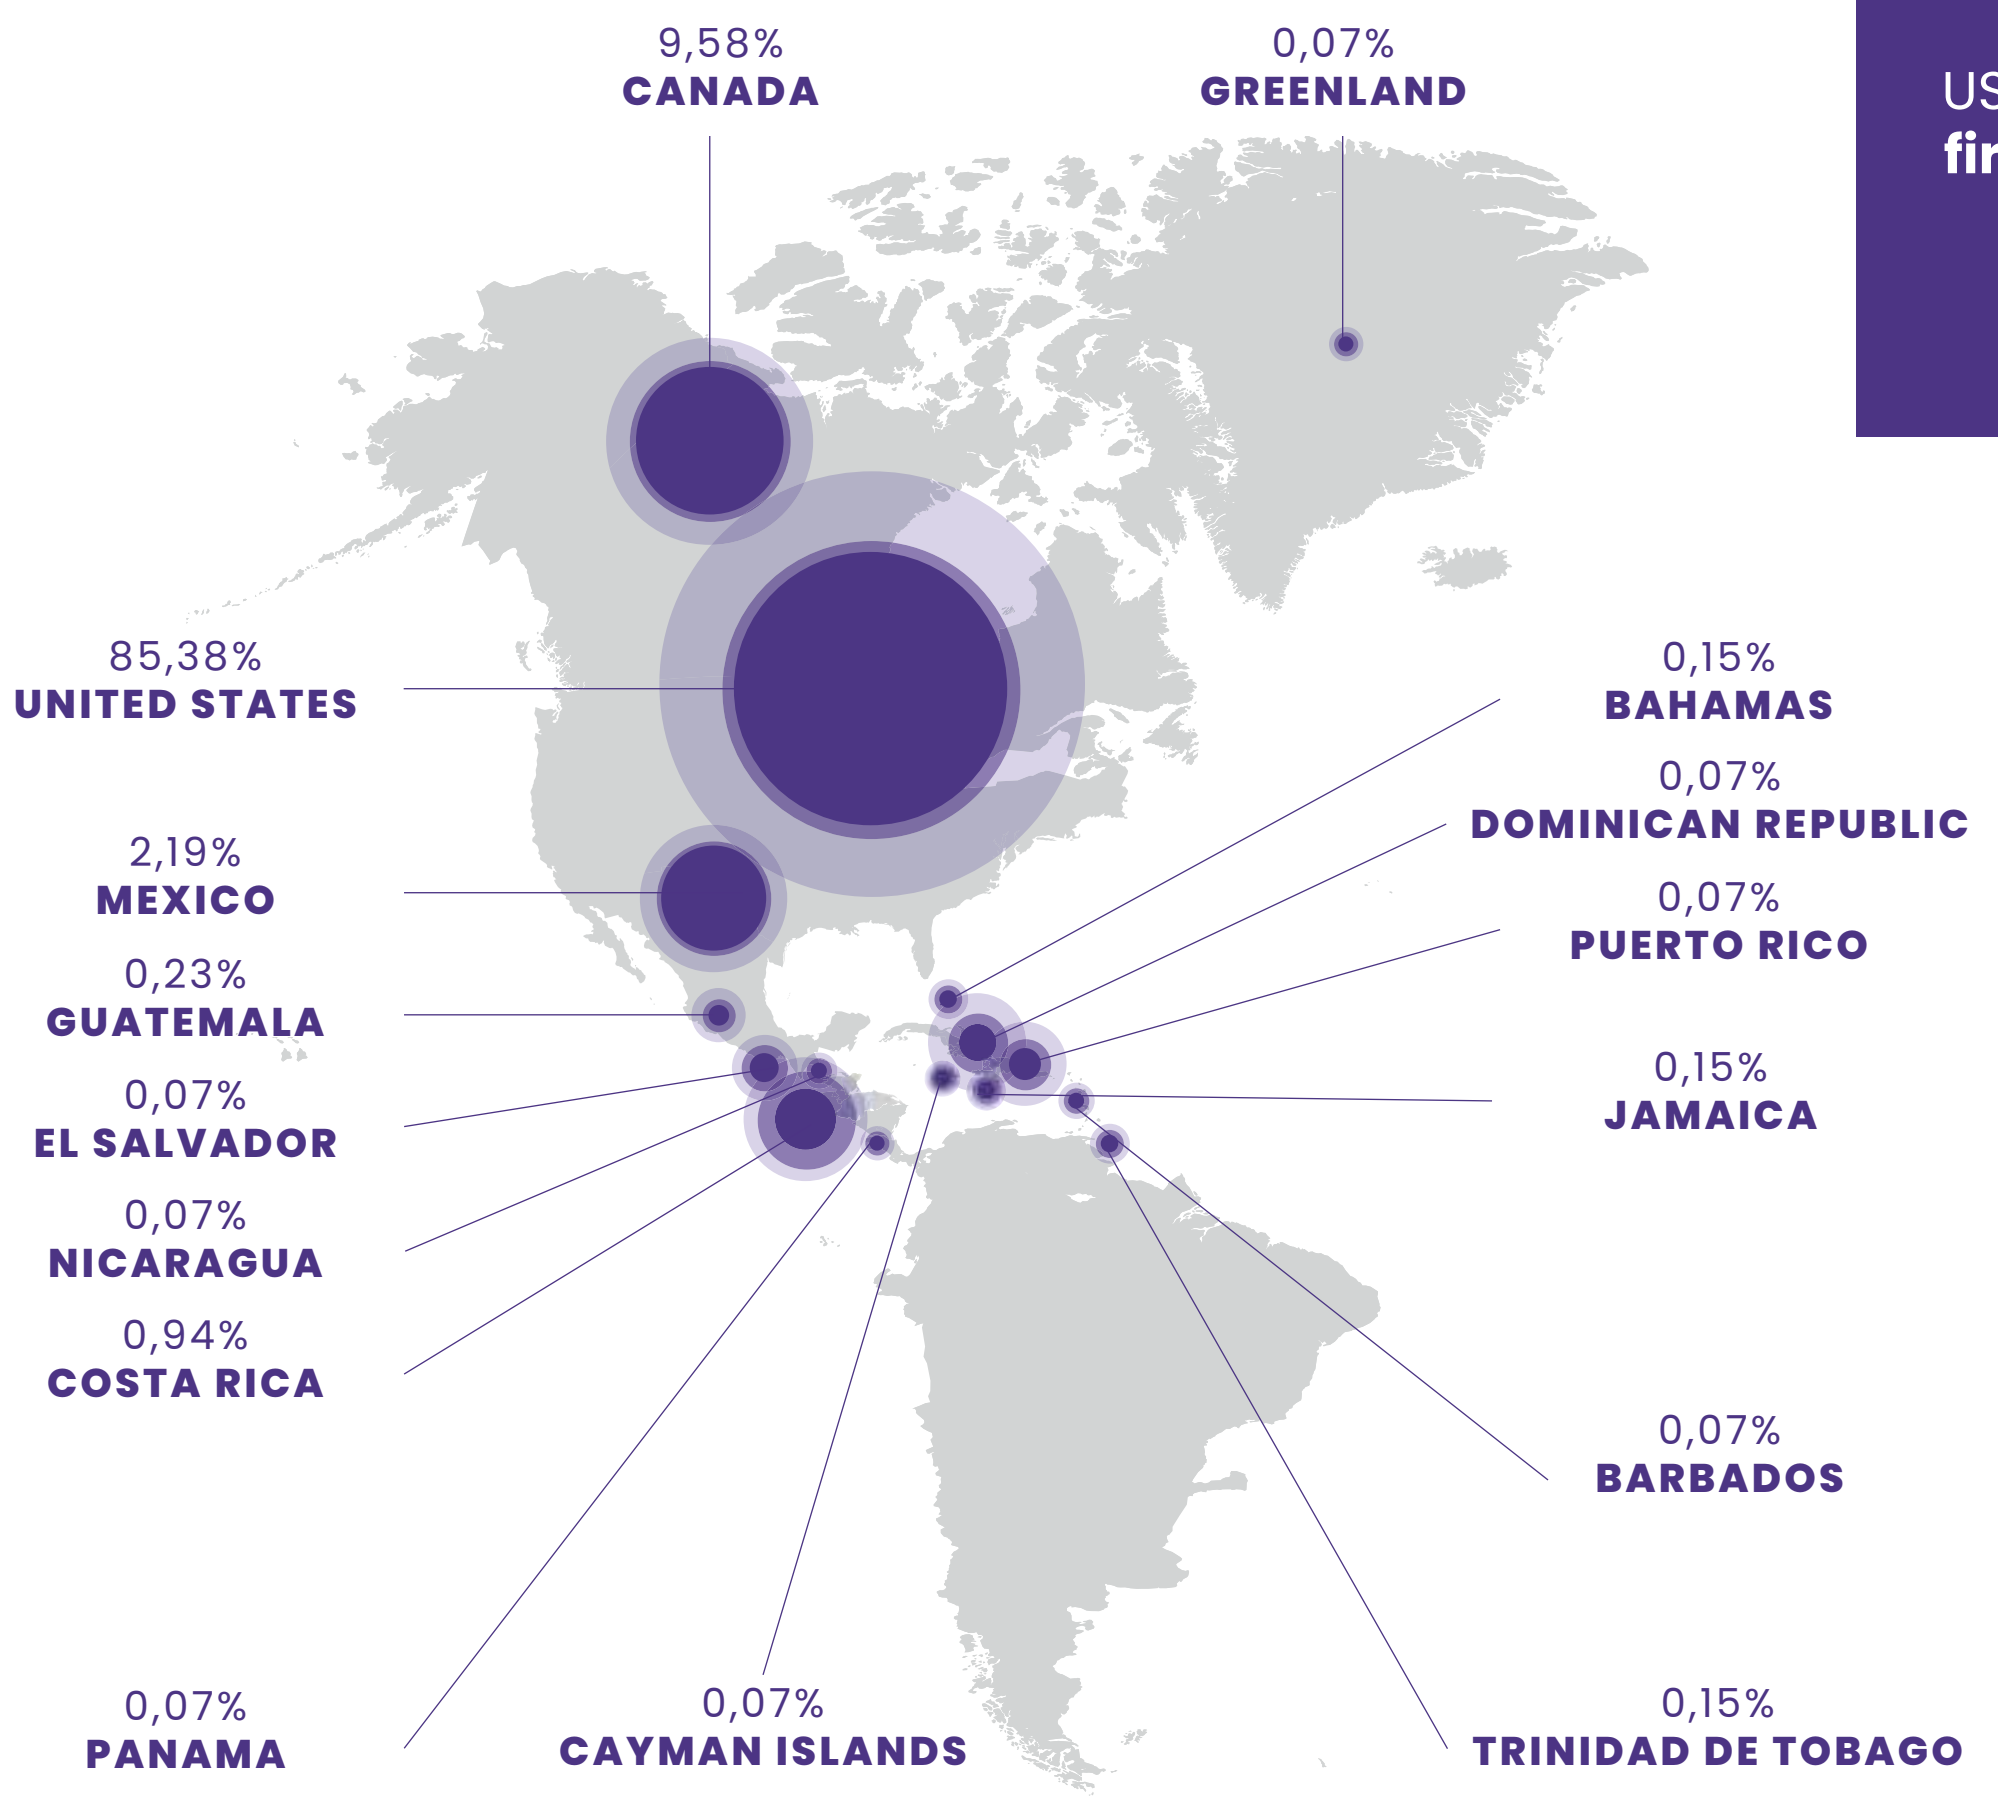 9,58%
CANADA
0,07%
GREENLAND
US
85,38%
UNITED STATES
2,19%
MEXICO
0,23%
GUATEMALA
0,07%
EL SALVADOR
0,07%
NICARAGUA
0,94%
COSTA RICA
0,07%
PANAMA
0,07%
CAYMAN ISLANDS
0,15%
BAHAMAS
0,07%
DOMINICAN REPUBLIC
0,07%
PUERTO RICO
0,15%
JAMAICA
0,07%
BARBADOS
0,15%
TRINIDAD DE TOBAGO